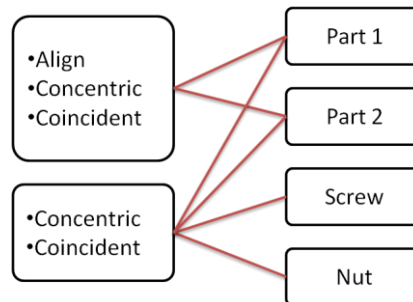 •Align
•Concentric
•Coincident
•Concentric
•Coincident
Part 1
Part 2
Screw
Nut